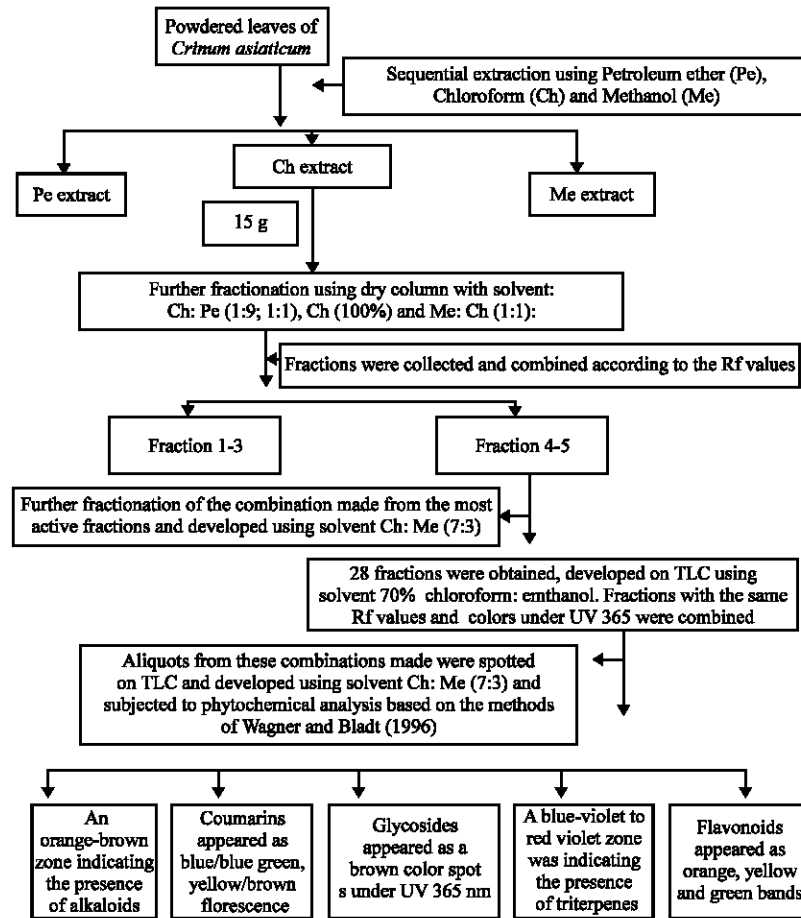 Powdered leaves of
Crinum asiaticum
Sequential extraction using Petroleum ether (Pe),
Chloroform (Ch) and Methanol (Me)
Pe extract
Ch extract
Me extract
15 g
Further fractionation using dry column with solvent:
Ch: Pe (1:9; 1:1), Ch (100%) and Me: Ch (1:1):
Fractions were collected and combined according to the Rf values
Fraction 1-3
Fraction 4-5
Further fractionation of the combination made from the most
active fractions and developed using solvent Ch: Me (7:3)
28 fractions were obtained, developed on TLC using
solvent 70% chloroform: emthanol. Fractions with the same
Rf values and colors under UV 365 were combined
Aliquots from these combinations made were spotted
on TLC and developed using solvent Ch: Me (7:3) and
subjected to phytochemical analysis based on the methods
of Wagner and Bladt (1996)
An
orange-brown
zone indicating
the presence
of alkaloids
Coumarins
appeared as
blue/blue green,
yellow/brown
florescence
Glycosides
appeared as a
brown color spot
s under UV 365 nm
A blue-violet to
red violet zone
was indicating
the presence
of triterpenes
Flavonoids
appeared as
orange, yellow
and green bands